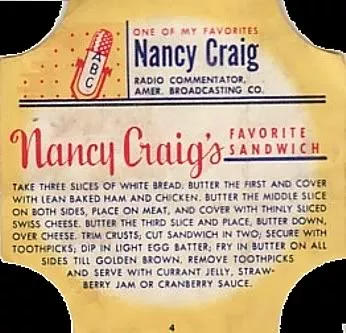 ONE OF MY FAVORITES
Nancy Craig
ABC
RADIO COMMENTATOR,
AMER. BROADCASTING CO.
Nancy Craig's FAVORITE
SANDWICH
TAKE THREE SLICES OF WHITE BREAD. BUTTER THE FIRST AND COVER
WITH LEAN BAKED HAM AND CHICKEN. BUTTER THE MIDDLE SLICE
ON BOTH SIDES, PLACE ON MEAT, AND COVER WITH THINLY SLICED
SWISS CHEESE. BUTTER THE THIRD SLICE AND PLACE, BUTTER DOWN,
OVER CHEESE. TRIM CRUSTS; CUT SANDWICH IN TWO; SECURE WITH
TOOTHPICKS; DIP IN LIGHT EGG BATTER; FRY IN BUTTER ON ALL
SIDES TILL GOLDEN BROWN. REMOVE TOOTHPICKS
AND SERVE WITH CURRANT JELLY, STRAW-
BERRY JAM OR CRANBERRY SAUCE.
4